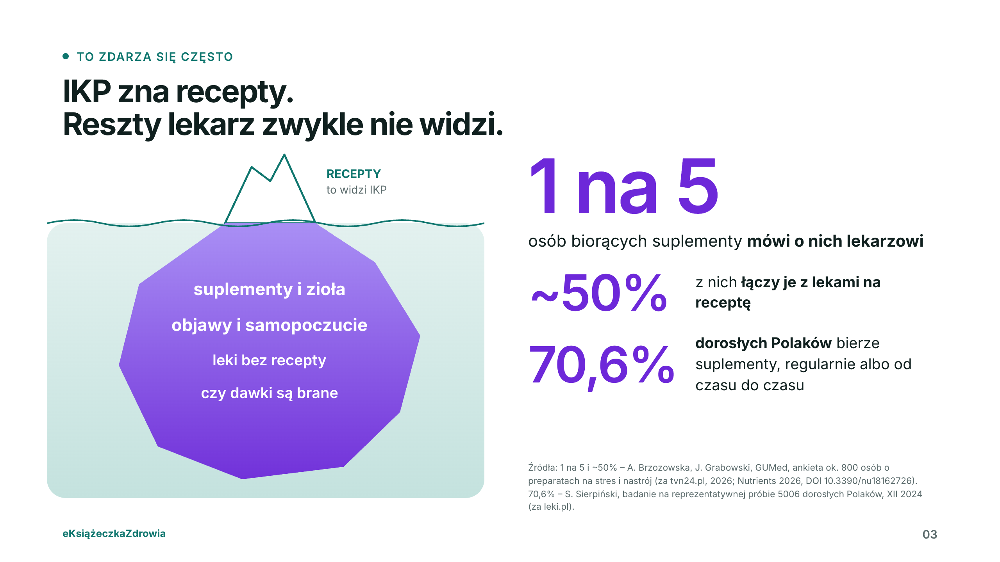 TO ZDARZA SIĘ CZĘSTO
IKP zna recepty.
Reszty lekarz zwykle nie widzi.
RECEPTY
to widzi IKP
suplementy i zioła
objawy i samopoczucie
leki bez recepty
czy dawki są brane
1 na 5
osób biorących suplementy mówi o nich lekarzowi
~50%
z nich łączy je z lekami na
receptę
70,6%
dorosłych Polaków bierze
suplementy, regularnie albo od
czasu do czasu
Źródła: 1 na 5 i ~50% – A. Brzozowska, J. Grabowski, GUMed, ankieta ok. 800 osób o
preparatach na stres i nastrój (za tvn24.pl, 2026; Nutrients 2026, DOI 10.3390/nu18162726).
70,6% – S. Sierpiński, badanie na reprezentatywnej próbie 5006 dorosłych Polaków, XII 2024
(za leki.pl).
eKsiążeczkaZdrowia
03